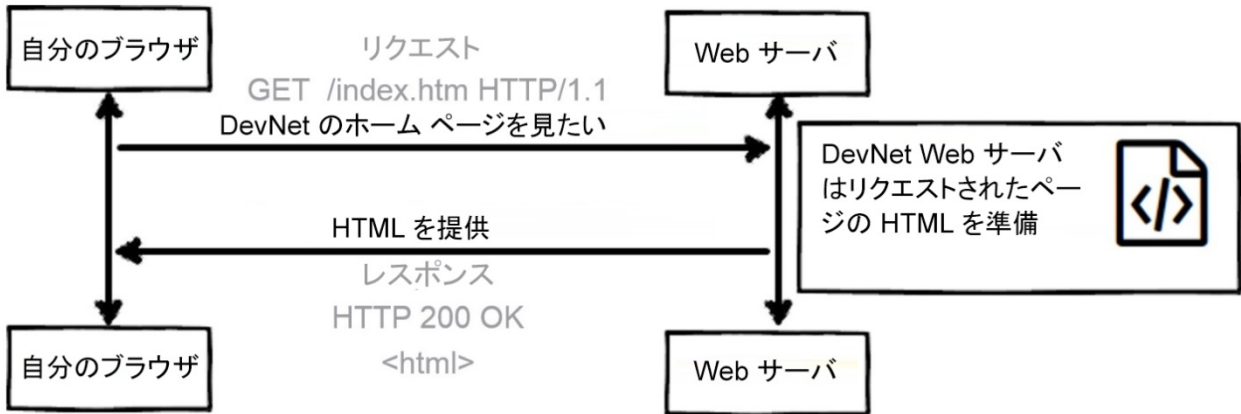 自分のブラウザ
リクエスト
Web サーバ
GET /index.htm HTTP/1.1
DevNet のホーム ページを見たい
DevNet Web サーバ
はリクエストされたペー
ジの HTML を準備
</>
HTML を提供
レスポンス
HTTP 200 OK
<html>
自分のブラウザ
Web サーバ